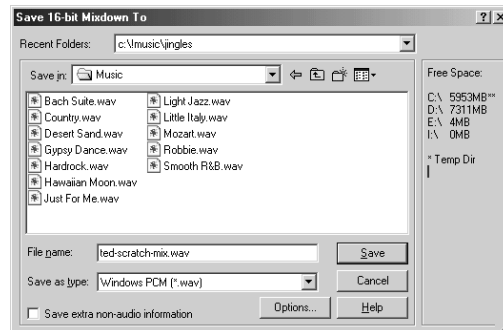 Save 16-bit Mixdown To
Recent Folders: c:\!music\jingles
Save in: Music
Bach Suite.wav
Country.wav
Desert Sand.wav
Gypsy Dance.wav
Hardrock.wav
Hawaiian Moon.wav
Just For Me.wav
Light Jazz.wav
Little Italy.wav
Mozart.wav
Robbie.wav
Smooth R&B.wav
File name: ted-scratch-mix.wav
Save
Save as type: Windows PCM (*.wav)
Cancel
Save extra non-audio information
Options...
Help
Free Space:
C:\ 5953MB**
D:\ 7311MB
E:\ 4MB
I:\ 0MB
* Temp Dir